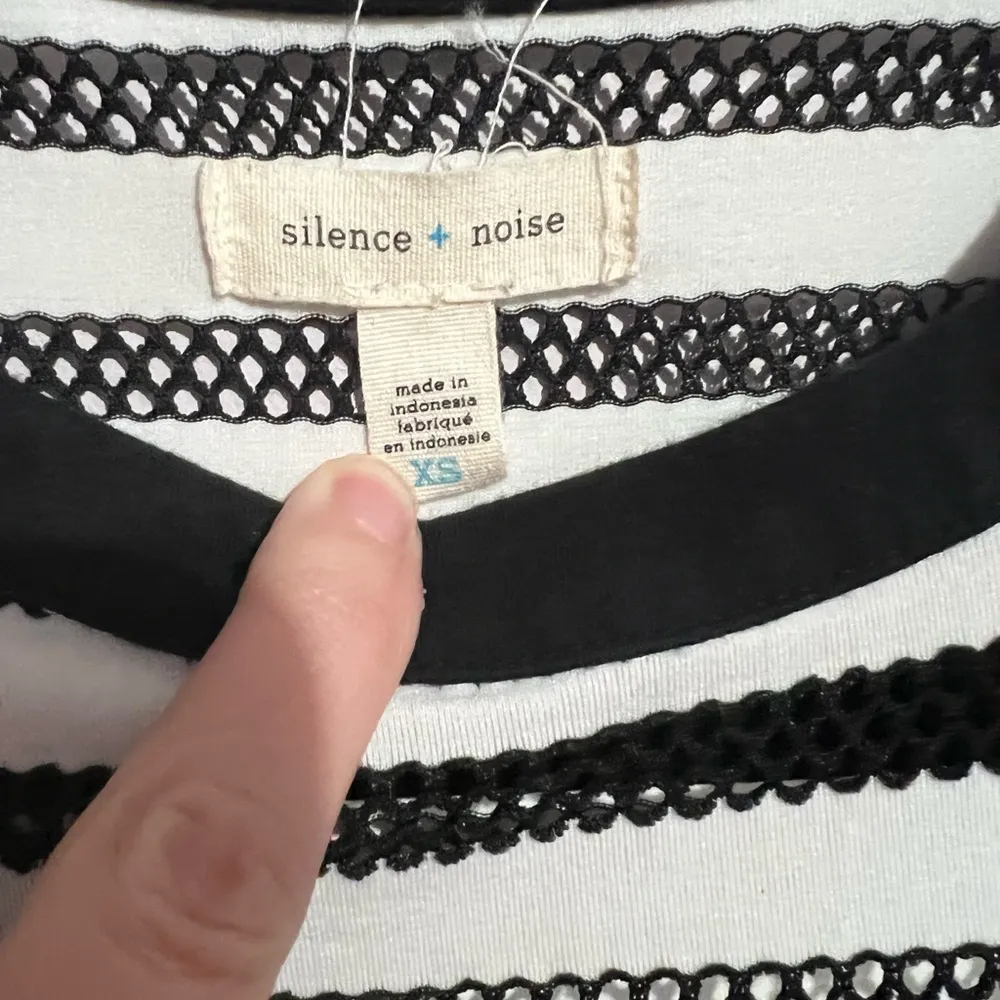 silence + noise
made in
indonesia
fabriqué
en indonesie
XS